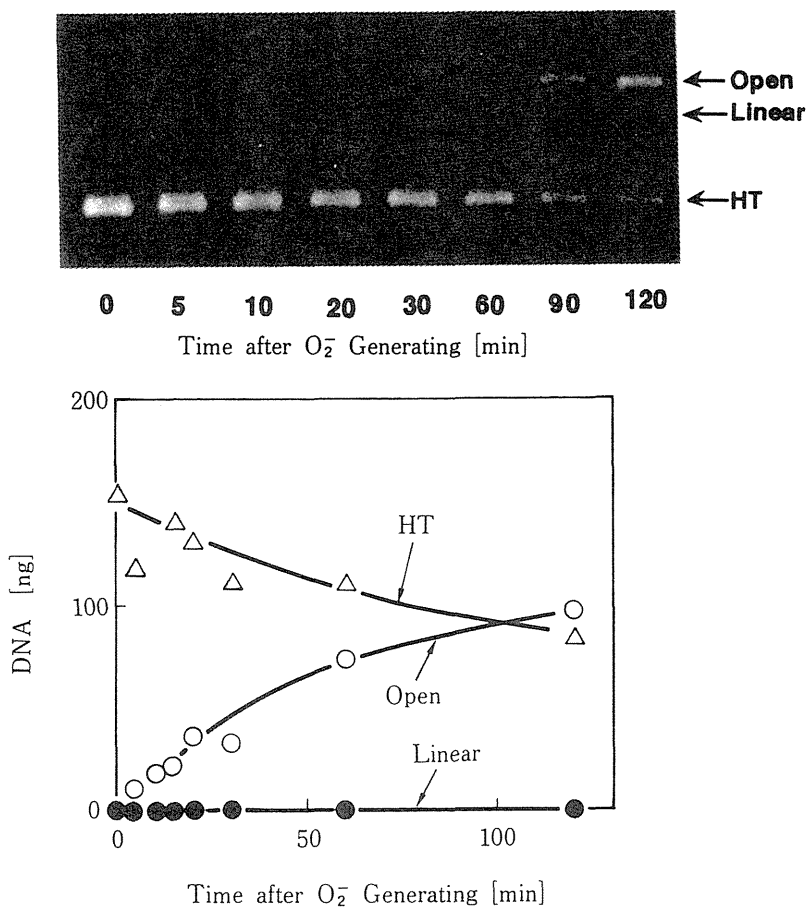 Open
Linear
HT
0 5 10 20 30 60 90 120
Time after O₂⁻ Generating [min]
200
100
0
DNA [ng]
HT
Open
Linear
0 50 100
Time after O₂⁻ Generating [min]